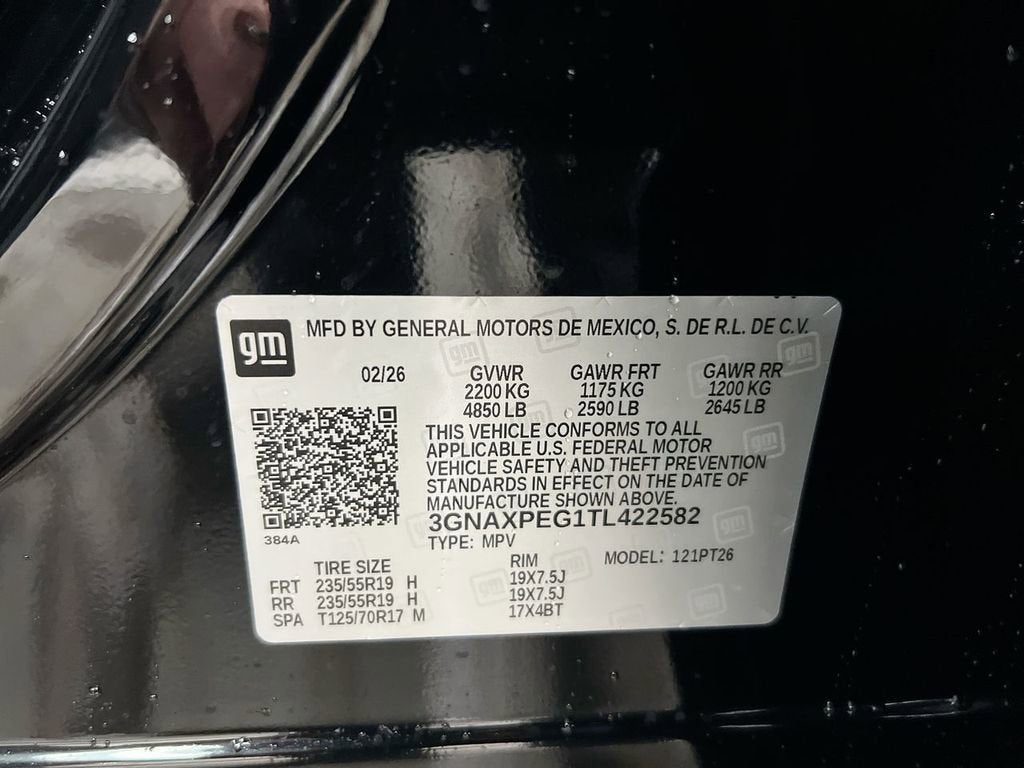 gm MFD BY GENERAL MOTORS DE MEXICO, S. DE R.L. DE C.V.
02/26 GVWR GAWR FRT GAWR RR
2200 KG 1175 KG 1200 KG
4850 LB 2590 LB 2645 LB
THIS VEHICLE CONFORMS TO ALL
APPLICABLE U.S. FEDERAL MOTOR
VEHICLE SAFETY AND THEFT PREVENTION
STANDARDS IN EFFECT ON THE DATE OF
MANUFACTURE SHOWN ABOVE.
3GNAXPEG1TL422582
384A TYPE: MPV
TIRE SIZE RIM MODEL: 121PT26
FRT 235/55R19 H 19X7.5J
RR 235/55R19 H 19X7.5J
SPA T125/70R17 M 17X4BT